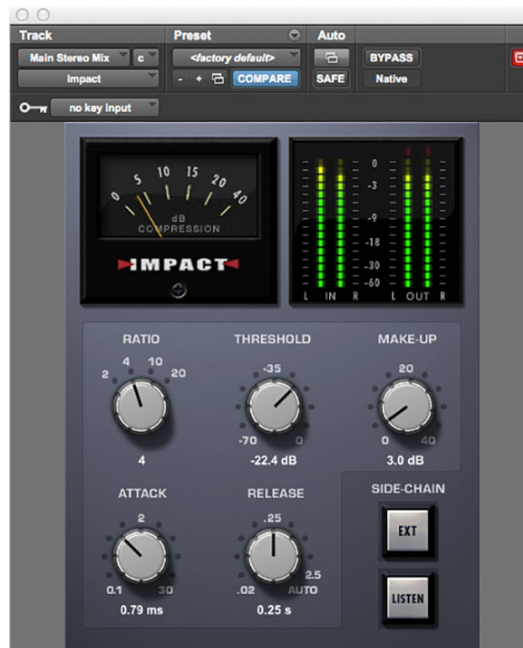 Track Preset Auto
Main Stereo Mix c <factory default> BYPASS
Impact - + COMPARE SAFE Native
no key input
0 5 10 15 20 40
dB
COMPRESSION
IMPACT
0
-3
-9
-18
-30
-60
L IN R L OUT R
RATIO THRESHOLD MAKE-UP
2 4 10 20 -35 20
-70 0 0 40
4 -22.4 dB 3.0 dB
ATTACK RELEASE SIDE-CHAIN
2 .25 EXT
0.1 30 .02 2.5 AUTO
0.79 ms 0.25 s LISTEN